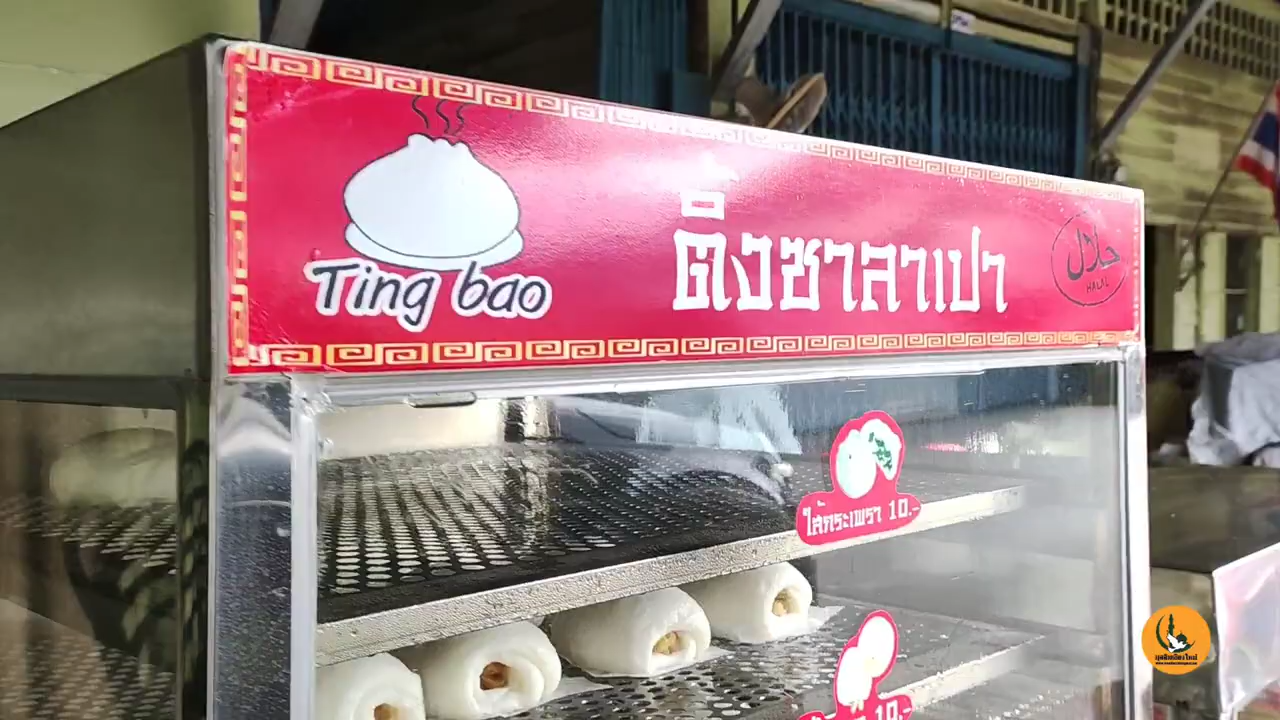 Ting bao
ติ่งซาลาเปา
حلال
HALAL
ไส้กระเพรา 10.-
10.-